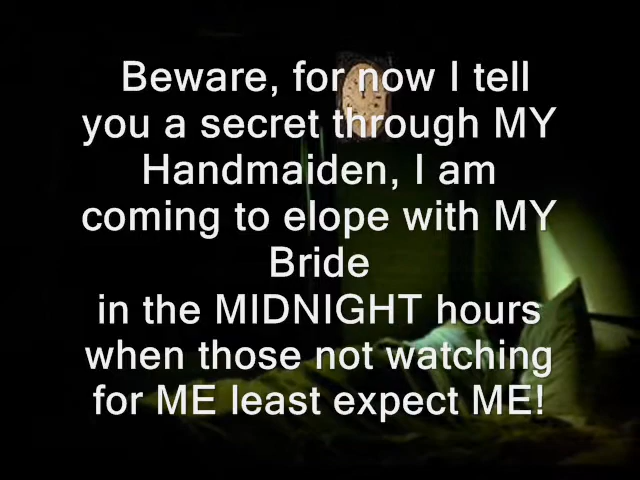 Beware, for now I tell
you a secret through MY
Handmaiden, I am
coming to elope with MY
Bride
in the MIDNIGHT hours
when those not watching
for ME least expect ME!